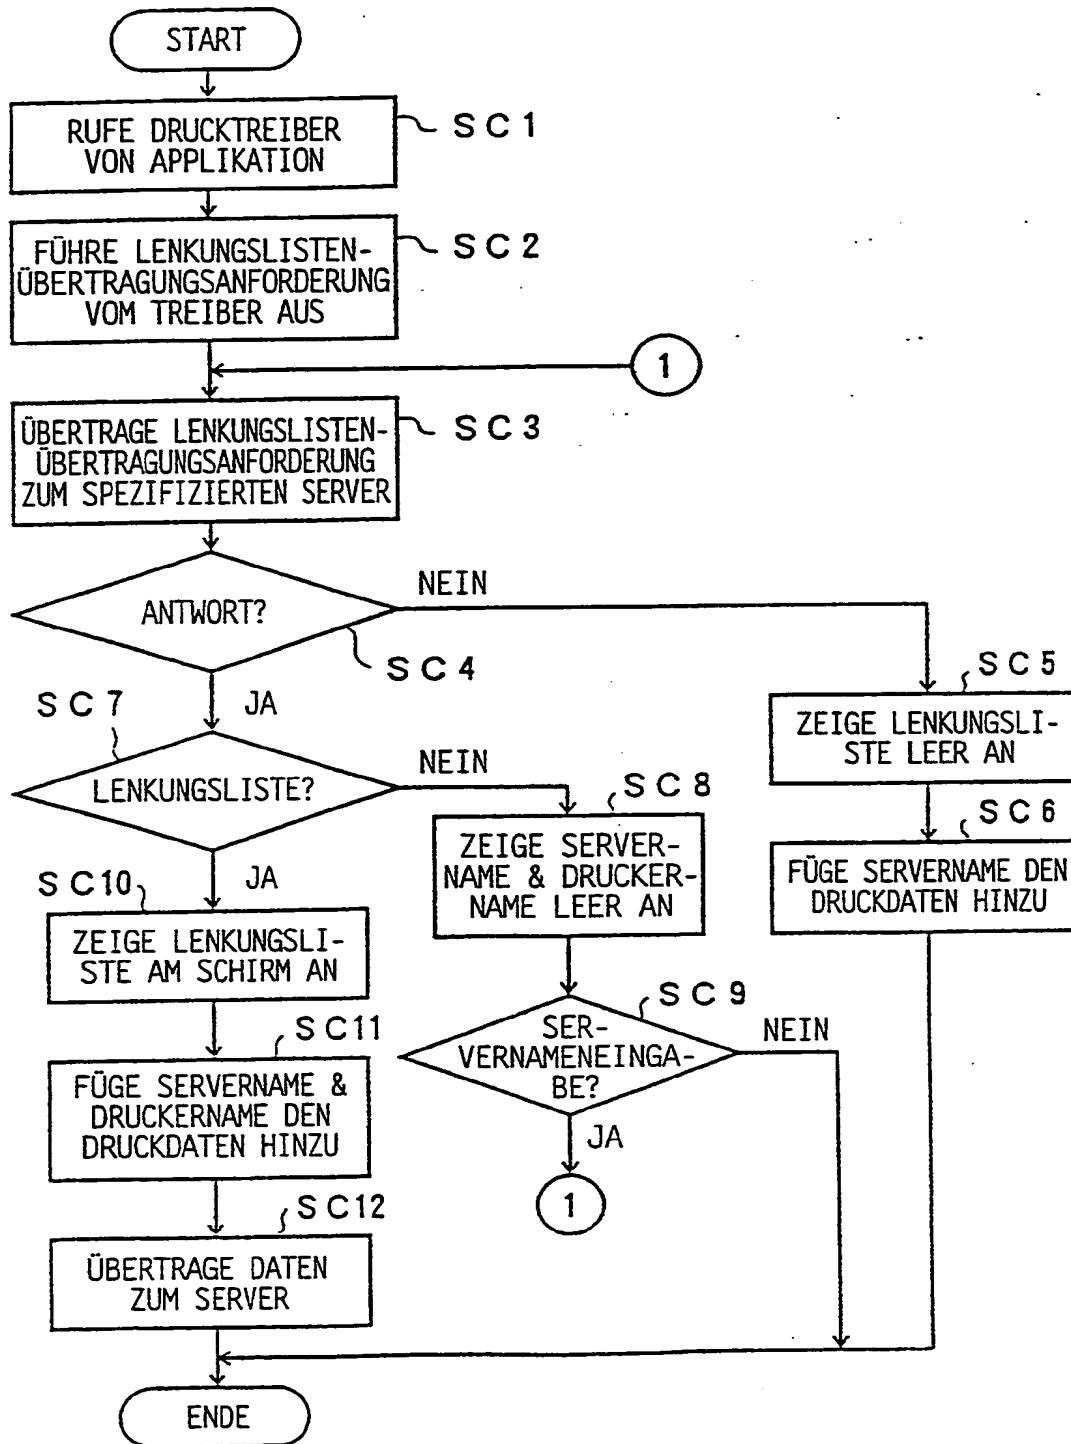 START
RUFE DRUCKTREIBER
VON APPLIKATION
SC1
FÜHRE LENKUNGSLISTEN-
ÜBERTRAGUNGSANFORDERUNG
VOM TREIBER AUS
SC2
1
ÜBERTRAGE LENKUNGSLISTEN-
ÜBERTRAGUNGSANFORDERUNG
ZUM SPEZIFIZIERTEN SERVER
SC3
ANTWORT?
NEIN
SC4
JA
SC5
ZEIGE LENKUNGSLI-
STE LEER AN
SC6
FÜGE SERVERNAME DEN
DRUCKDATEN HINZU
SC7
LENKUNGSLISTE?
NEIN
JA
SC8
ZEIGE SERVER-
NAME & DRUCKER-
NAME LEER AN
SC9
SER-
VERNAMENEINGA-
BE?
NEIN
JA
1
SC10
ZEIGE LENKUNGSLI-
STE AM SCHIRM AN
SC11
FÜGE SERVERNAME &
DRUCKERNAME DEN
DRUCKDATEN HINZU
SC12
ÜBERTRAGE DATEN
ZUM SERVER
ENDE